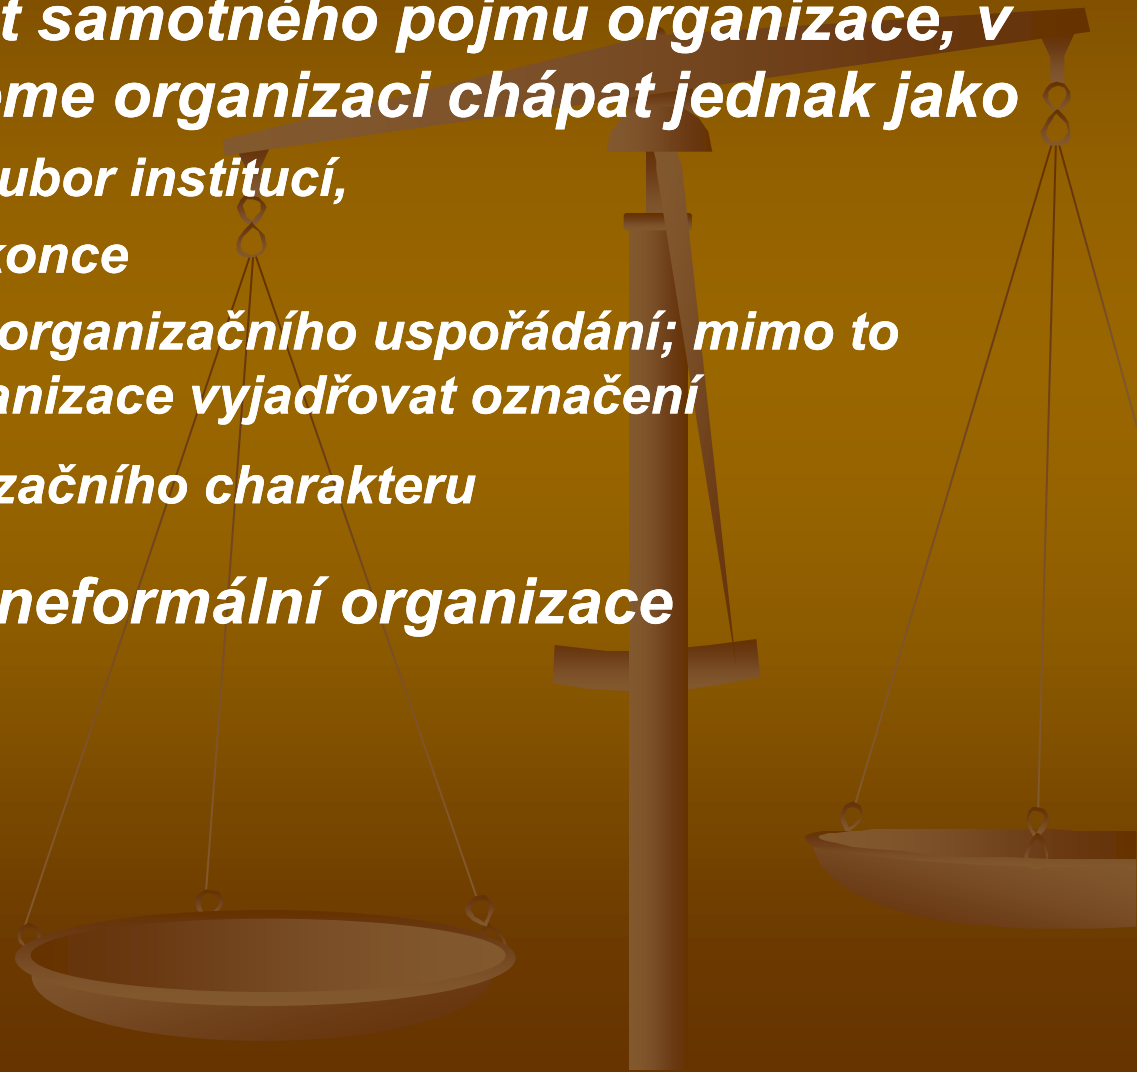 t samotného pojmu organizace, v
eme organizaci chápat jednak jako
ubor institucí,
konce
organizačního uspořádání; mimo to
anizace vyjadřovat označení
začního charakteru
neformální organizace